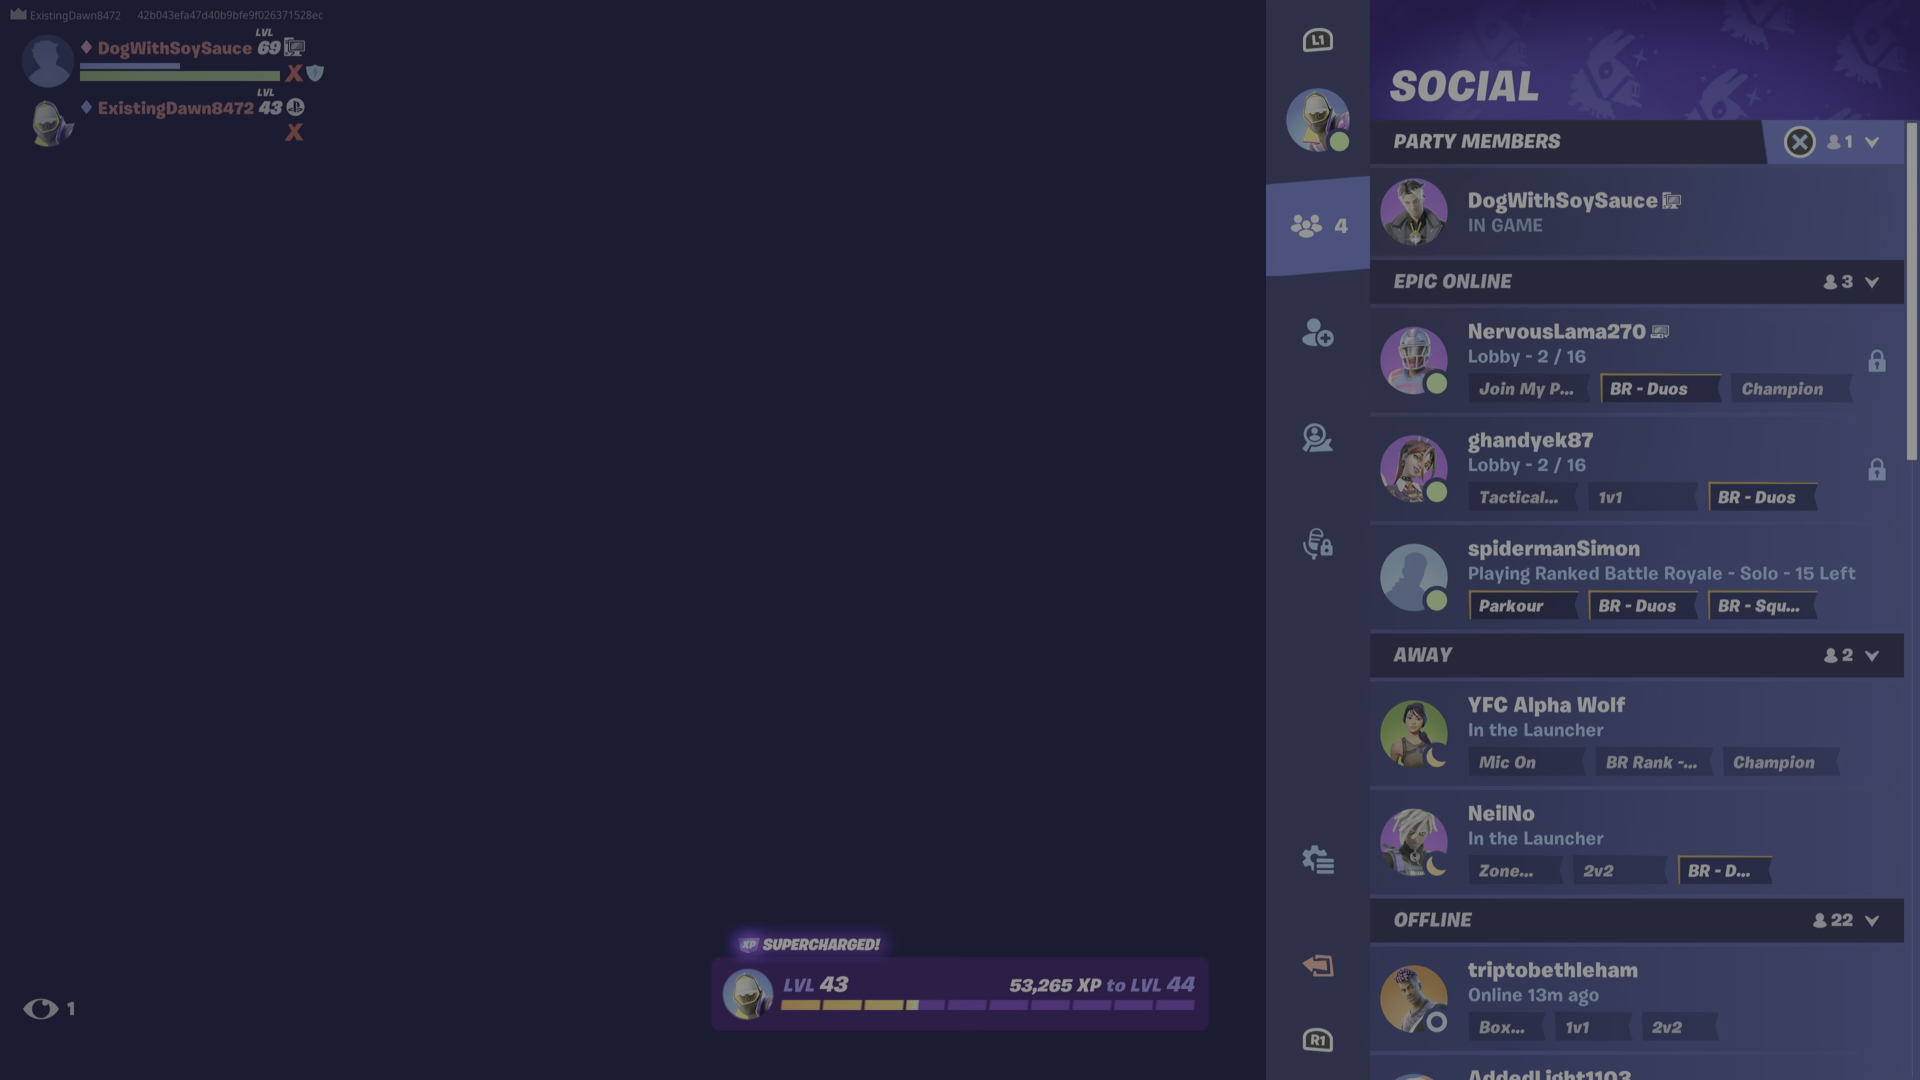 ExistingDawn8472 42b043efa47d40b9bfe9f026371528ec
LVL
DogWithSoySauce 69
X
LVL
ExistingDawn8472 43
X
1
XP SUPERCHARGED!
LVL 43 53,265 XP to LVL 44
L1
4
R1
SOCIAL
PARTY MEMBERS 1
DogWithSoySauce
IN GAME
EPIC ONLINE 3
NervousLama270
Lobby - 2 / 16
Join My P... BR - Duos Champion
ghandyek87
Lobby - 2 / 16
Tactical... 1v1 BR - Duos
spidermanSimon
Playing Ranked Battle Royale - Solo - 15 Left
Parkour BR - Duos BR - Squ...
AWAY 2
YFC Alpha Wolf
In the Launcher
Mic On BR Rank -... Champion
NeilNo
In the Launcher
Zone... 2v2 BR - D...
OFFLINE 22
triptobethleham
Online 13m ago
Box... 1v1 2v2
AddedLight1103